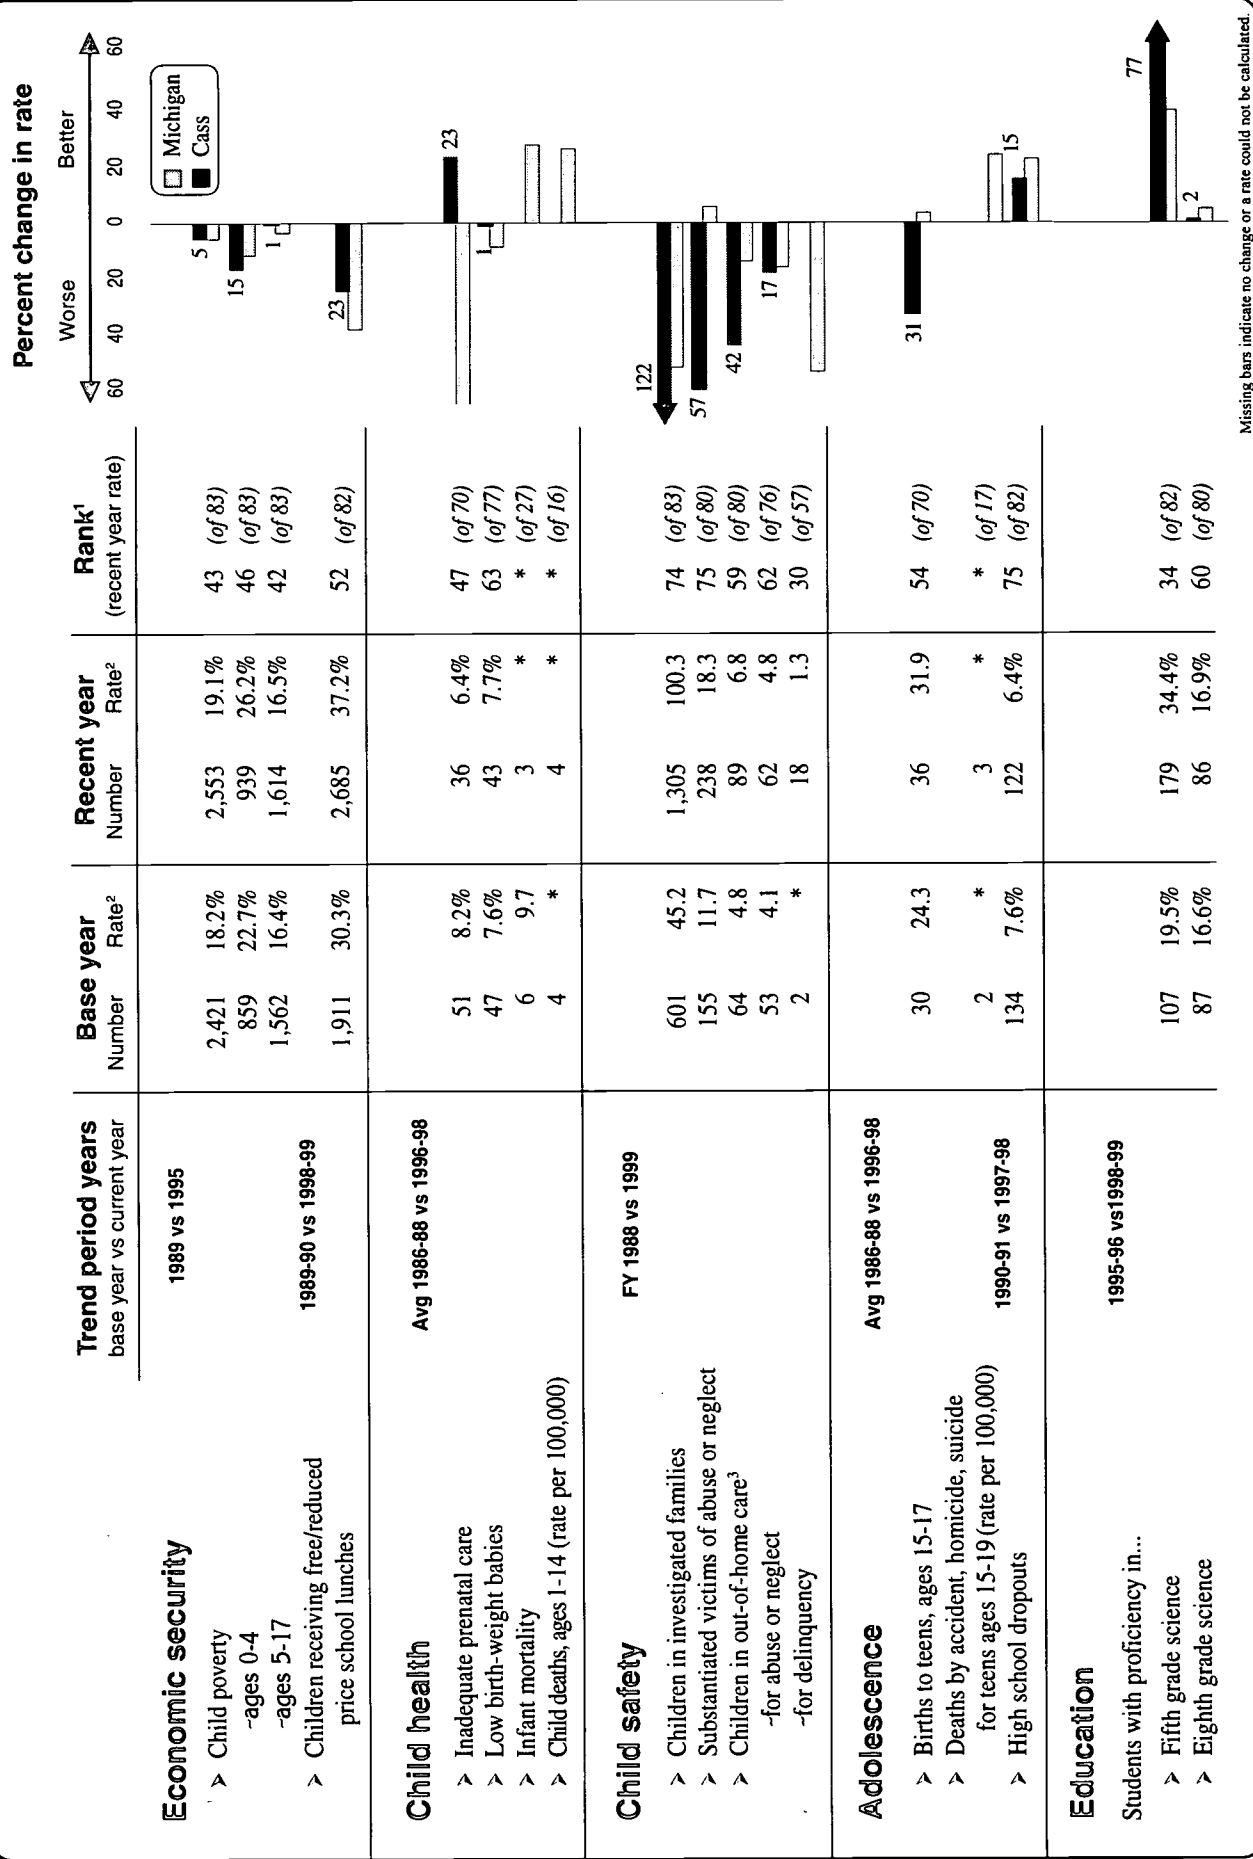 Percent change in rate
Trend period years Base year Recent year Rank¹ Worse Better
base year vs current year Number Rate² Number Rate² (recent year rate) 60 40 20 0 20 40 60
Michigan
Cass
Economic security 1989 vs 1995
➤ Child poverty 2,421 18.2% 2,553 19.1% 43 (of 83) 5
-ages 0-4 859 22.7% 939 26.2% 46 (of 83) 15
-ages 5-17 1,562 16.4% 1,614 16.5% 42 (of 83) 1
➤ Children receiving free/reduced 1989-90 vs 1998-99
price school lunches 1,911 30.3% 2,685 37.2% 52 (of 82) 23
Child health Avg 1986-88 vs 1996-98
➤ Inadequate prenatal care 51 8.2% 36 6.4% 47 (of 70) 23
➤ Low birth-weight babies 47 7.6% 43 7.7% 63 (of 77) 1
➤ Infant mortality 6 9.7 3 * * (of 27)
➤ Child deaths, ages 1-14 (rate per 100,000) 4 * 4 * * (of 16)
Child safety FY 1988 vs 1999
➤ Children in investigated families 601 45.2 1,305 100.3 74 (of 83) 122
➤ Substantiated victims of abuse or neglect 155 11.7 238 18.3 75 (of 80) 57
➤ Children in out-of-home care³ 64 4.8 89 6.8 59 (of 80) 42
-for abuse or neglect 53 4.1 62 4.8 62 (of 76) 17
-for delinquency 2 * 18 1.3 30 (of 57)
Adolescence Avg 1986-88 vs 1996-98
➤ Births to teens, ages 15-17 30 24.3 36 31.9 54 (of 70) 31
➤ Deaths by accident, homicide, suicide
for teens ages 15-19 (rate per 100,000) 2 * 3 * * (of 17)
➤ High school dropouts 1990-91 vs 1997-98 134 7.6% 122 6.4% 75 (of 82) 15
Education
Students with proficiency in... 1995-96 vs1998-99
➤ Fifth grade science 107 19.5% 179 34.4% 34 (of 82) 77
➤ Eighth grade science 87 16.6% 86 16.9% 60 (of 80) 2
Missing bars indicate no change or a rate could not be calculated.